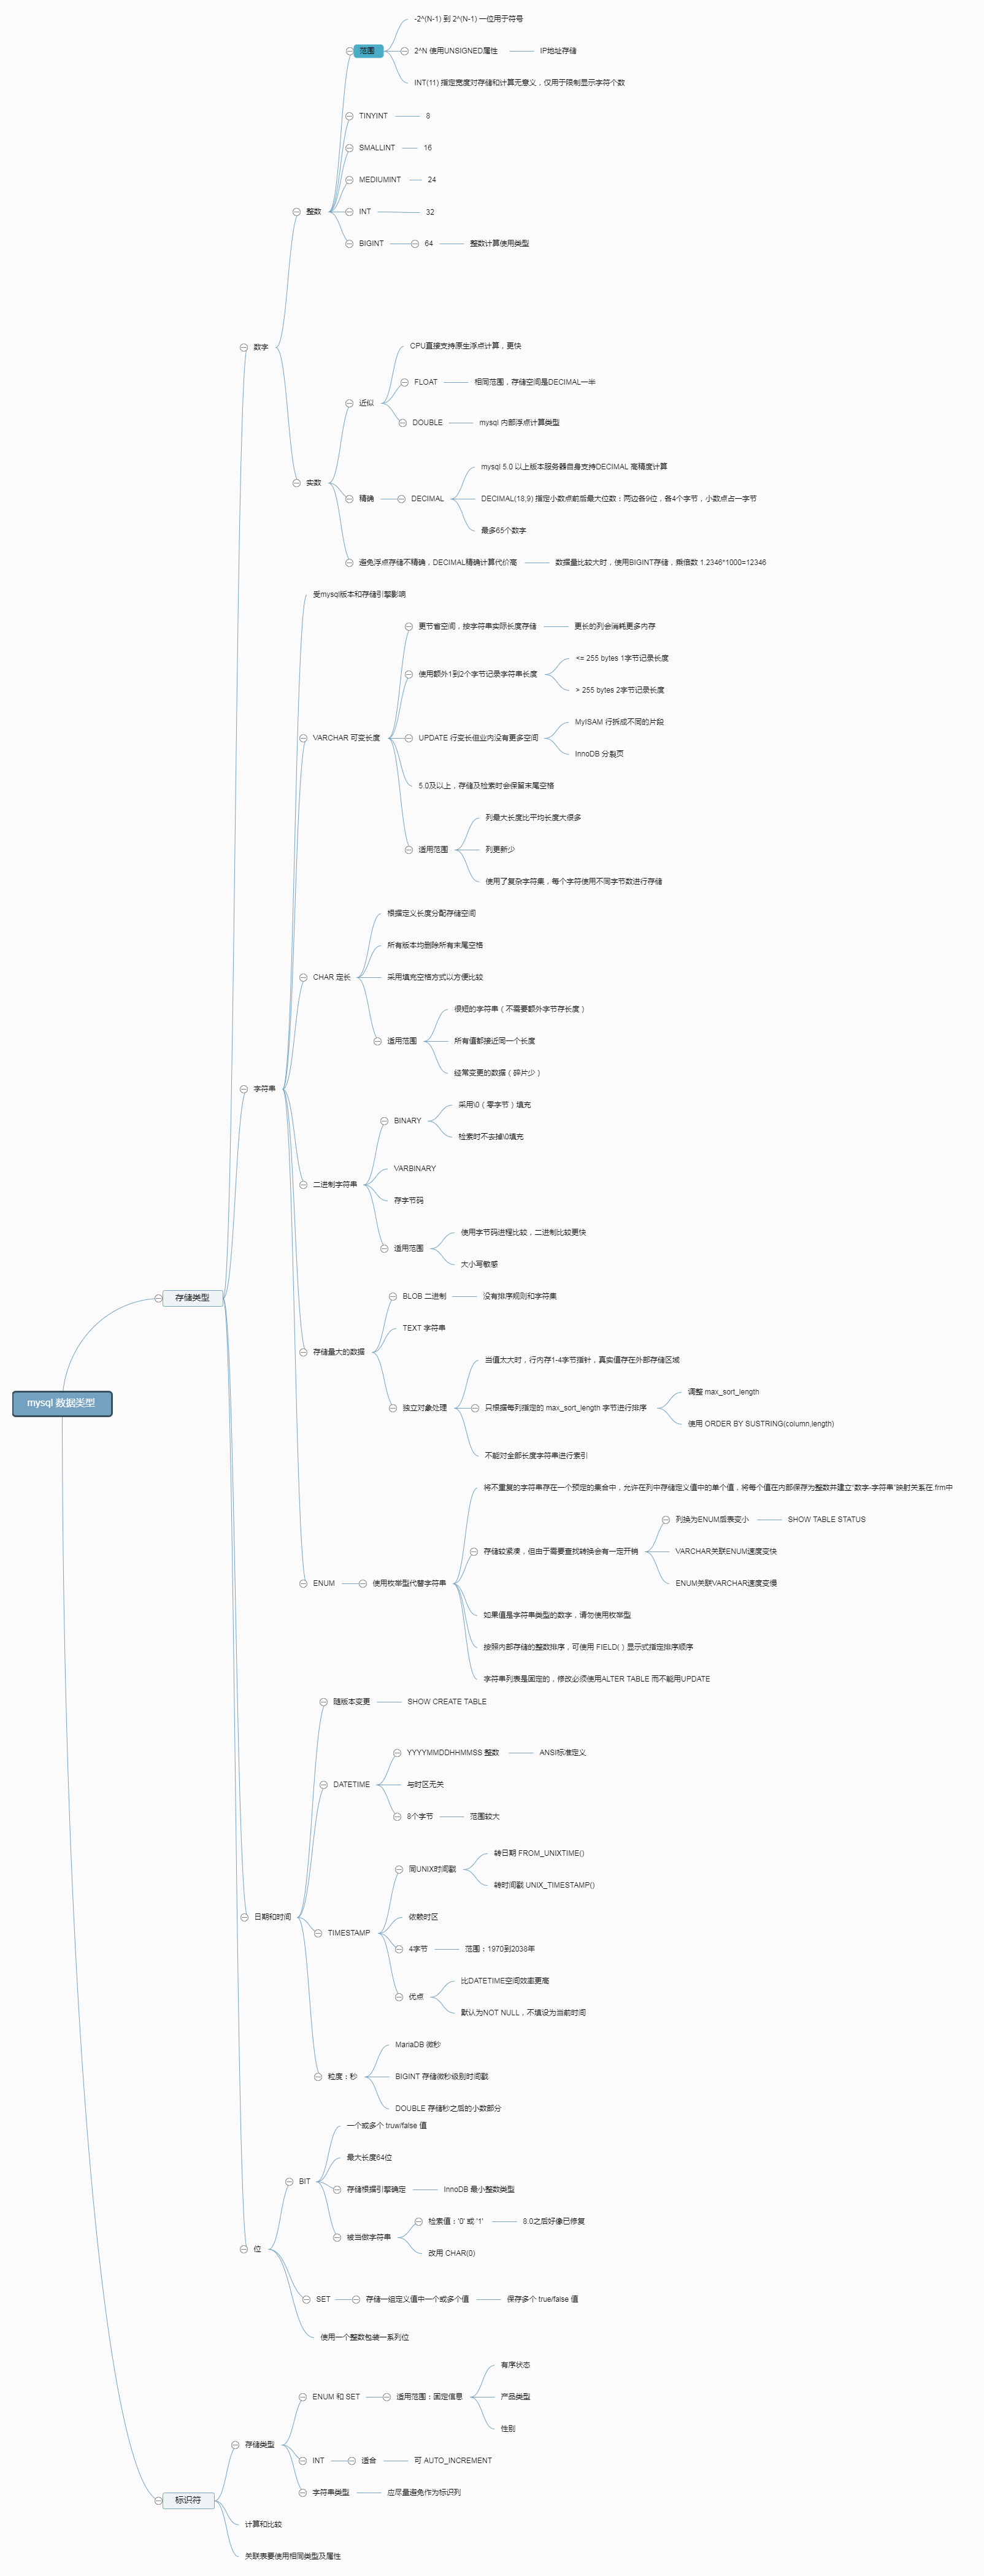 mysql 数据类型
存储类型
数字
整数
范围
-2^(N-1) 到 2^(N-1) 一位用于符号
2^N 使用UNSIGNED属性
IP地址存储
INT(11) 指定宽度对存储和计算无意义，仅用于限制显示字符个数
TINYINT
8
SMALLINT
16
MEDIUMINT
24
INT
32
BIGINT
64
整数计算使用类型
实数
近似
CPU直接支持原生浮点计算，更快
FLOAT
相同范围，存储空间是DECIMAL一半
DOUBLE
mysql 内部浮点计算类型
精确
DECIMAL
mysql 5.0 以上版本服务器自身支持DECIMAL 高精度计算
DECIMAL(18,9) 指定小数点前后最大位数：两边各9位，各4个字节，小数点占一字节
最多65个数字
避免浮点存储不精确，DECIMAL精确计算代价高
数据量比较大时，使用BIGINT存储，乘倍数 1.2346*1000=12346
字符串
受mysql版本和存储引擎影响
VARCHAR 可变长度
更节省空间，按字符串实际长度存储
更长的列会消耗更多内存
使用额外1到2个字节记录字符串长度
<= 255 bytes 1字节记录长度
> 255 bytes 2字节记录长度
UPDATE 行变长但业内没有更多空间
MyISAM 行拆成不同的片段
InnoDB 分裂页
5.0及以上，存储及检索时会保留末尾空格
适用范围
列最大长度比平均长度大很多
列更新少
使用了复杂字符集，每个字符使用不同字节数进行存储
CHAR 定长
根据定义长度分配存储空间
所有版本均删除所有末尾空格
采用填充空格方式以方便比较
适用范围
很短的字符串（不需要额外字节存长度）
所有值都接近同一个长度
经常变更的数据（碎片少）
二进制字符串
BINARY
采用\0（零字节）填充
检索时不去掉\0填充
VARBINARY
存字节码
适用范围
使用字节码进程比较，二进制比较更快
大小写敏感
存储量大的数据
BLOB 二进制
没有排序规则和字符集
TEXT 字符串
独立对象处理
当值太大时，行内存1-4字节指针，真实值存在外部存储区域
只根据每列指定的 max_sort_length 字节进行排序
调整 max_sort_length
使用 ORDER BY SUSTRING(column,length)
不能对全部长度字符串进行索引
ENUM
使用枚举型代替字符串
将不重复的字符串存在一个预定的集合中，允许在列中存储定义值中的单个值，将每个值在内部保存为整数并建立“数字-字符串”映射关系在.frm中
存储较紧凑，但由于需要查找转换会有一定开销
列换为ENUM后表变小
SHOW TABLE STATUS
VARCHAR关联ENUM速度变快
ENUM关联VARCHAR速度变慢
如果值是字符串类型的数字，请勿使用枚举型
按照内部存储的整数排序，可使用 FIELD( ) 显示式指定排序顺序
字符串列表是固定的，修改必须使用ALTER TABLE 而不能用UPDATE
日期和时间
随版本变更
SHOW CREATE TABLE
DATETIME
YYYYMMDDHHMMSS 整数
ANSI标准定义
与时区无关
8个字节
范围较大
TIMESTAMP
同UNIX时间戳
转日期 FROM_UNIXTIME()
转时间戳 UNIX_TIMESTAMP()
依赖时区
4字节
范围：1970到2038年
优点
比DATETIME空间效率更高
默认为NOT NULL，不填设为当前时间
粒度：秒
MariaDB 微秒
BIGINT 存储微秒级别时间戳
DOUBLE 存储秒之后的小数部分
位
BIT
一个或多个 truw/false 值
最大长度64位
存储根据引擎确定
InnoDB 最小整数类型
被当做字符串
检索值：'0' 或 '1'
8.0之后好像已修复
改用 CHAR(0)
SET
存储一组定义值中一个或多个值
保存多个 true/false 值
使用一个整数包装一系列位
标识符
存储类型
ENUM 和 SET
适用范围：固定信息
有序状态
产品类型
性别
INT
适合
可 AUTO_INCREMENT
字符串类型
应尽量避免作为标识列
计算和比较
关联表要使用相同类型及属性